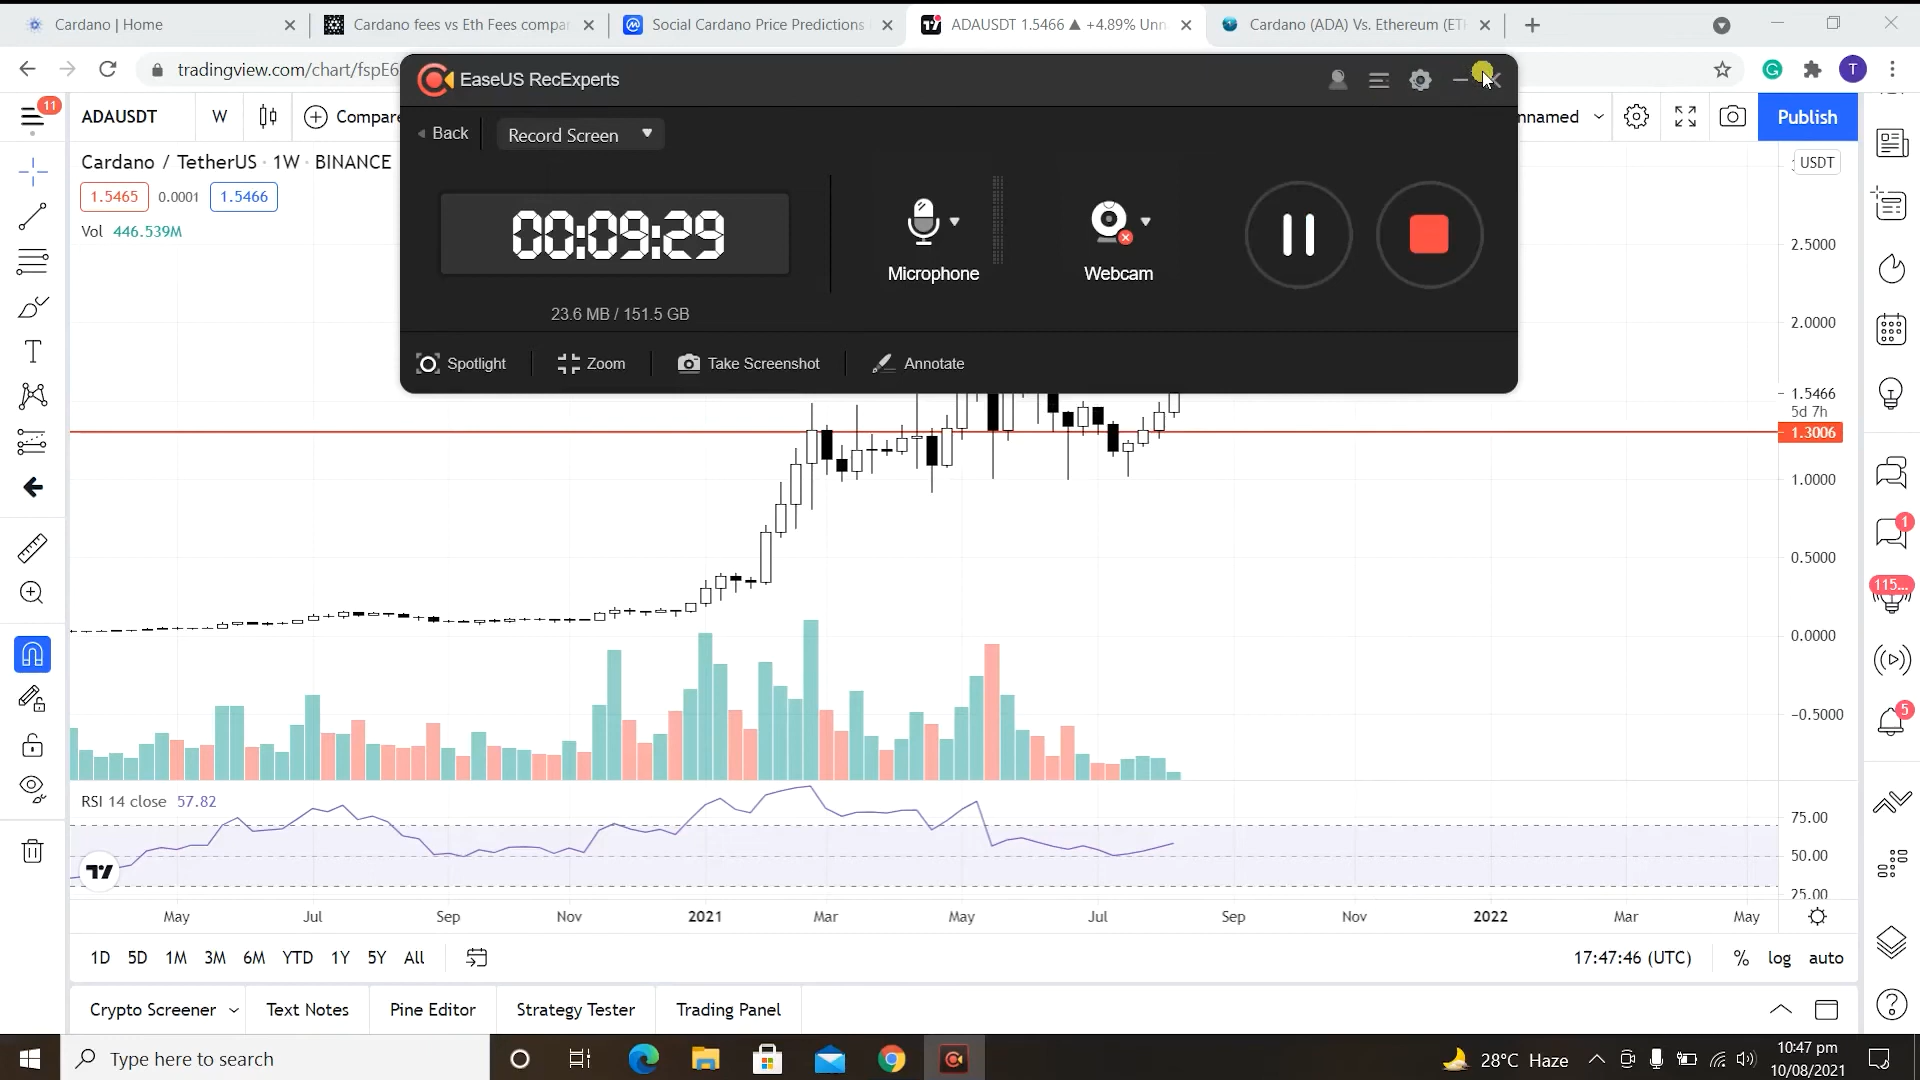 Cardano | Home
Cardano fees vs Eth Fees compa
Social Cardano Price Predictions
ADAUSDT 1.5466 ▲ +4.89% Unn
Cardano (ADA) Vs. Ethereum (ET
tradingview.com/chart/fspE6
T
EaseUS RecExperts
11
ADAUSDT
W
Compare
nnamed
Publish
Back
Record Screen
Cardano / TetherUS · 1W · BINANCE
USDT
1.5465
0.0001
1.5466
Vol 446.539M
00:09:29
Microphone
Webcam
23.6 MB / 151.5 GB
Spotlight
Zoom
Take Screenshot
Annotate
2.5000
2.0000
1.5466
5d 7h
1.3006
1.0000
0.5000
0.0000
-0.5000
1
115...
5
RSI 14 close 57.82
75.00
50.00
25.00
May
Jul
Sep
Nov
2021
Mar
May
Jul
Sep
Nov
2022
Mar
May
1D
5D
1M
3M
6M
YTD
1Y
5Y
All
17:47:46 (UTC)
%
log
auto
Crypto Screener
Text Notes
Pine Editor
Strategy Tester
Trading Panel
Type here to search
28°C Haze
10:47 pm
10/08/2021